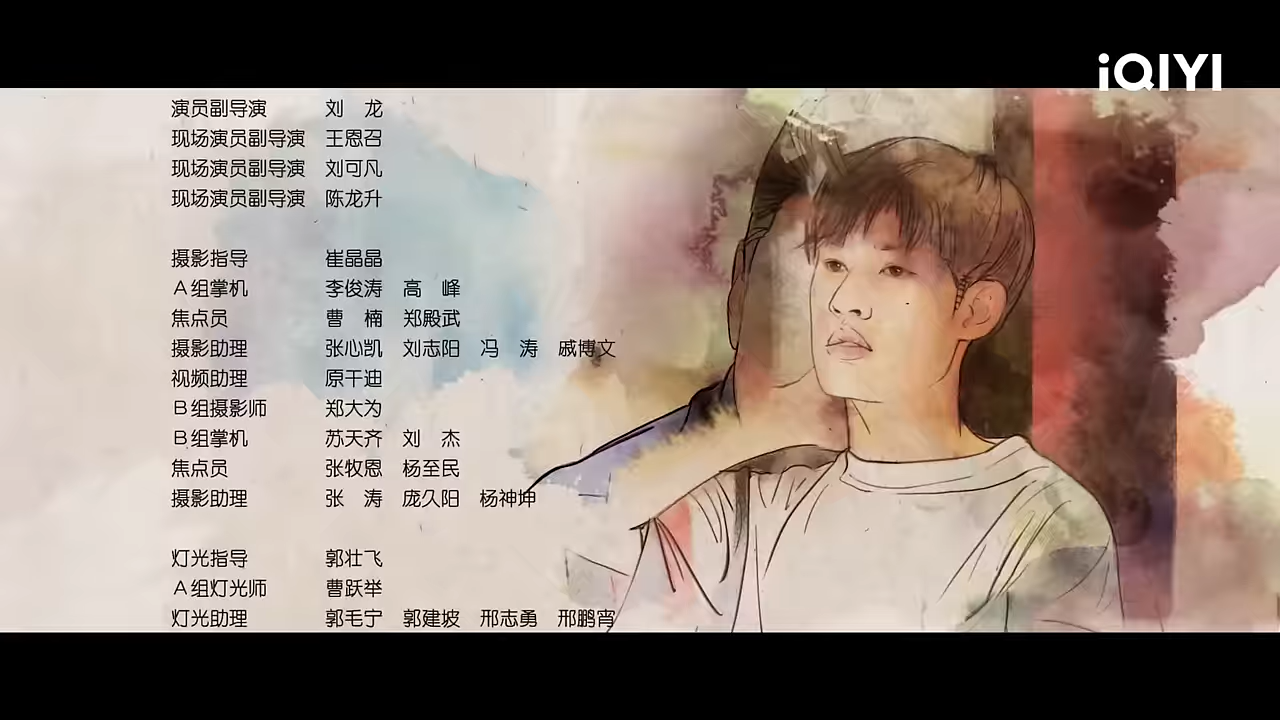 iQIYI
演员副导演 刘 龙
现场演员副导演 王恩召
现场演员副导演 刘可凡
现场演员副导演 陈龙升
摄影指导 崔晶晶
A组掌机 李俊涛 高 峰
焦点员 曹 楠 郑殿武
摄影助理 张心凯 刘志阳 冯 涛 戚博文
视频助理 原干迪
B组摄影师 郑大为
B组掌机 苏天齐 刘 杰
焦点员 张牧恩 杨至民
摄影助理 张 涛 庞久阳 杨神坤
灯光指导 郭壮飞
A组灯光师 曹跃举
灯光助理 郭毛宁 郭建坡 邢志勇 邢鹏宵